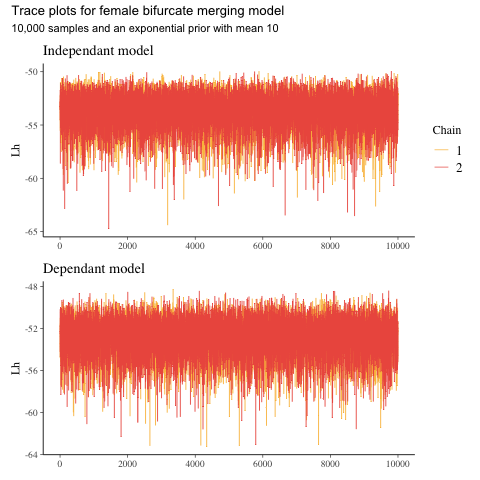 Trace plots for female bifurcate merging model
10,000 samples and an exponential prior with mean 10
Independant model
-50
-55
-60
-65
Lh
0 2000 4000 6000 8000 10000
Chain
1
2
Dependant model
-48
-52
-56
-60
-64
Lh
0 2000 4000 6000 8000 10000